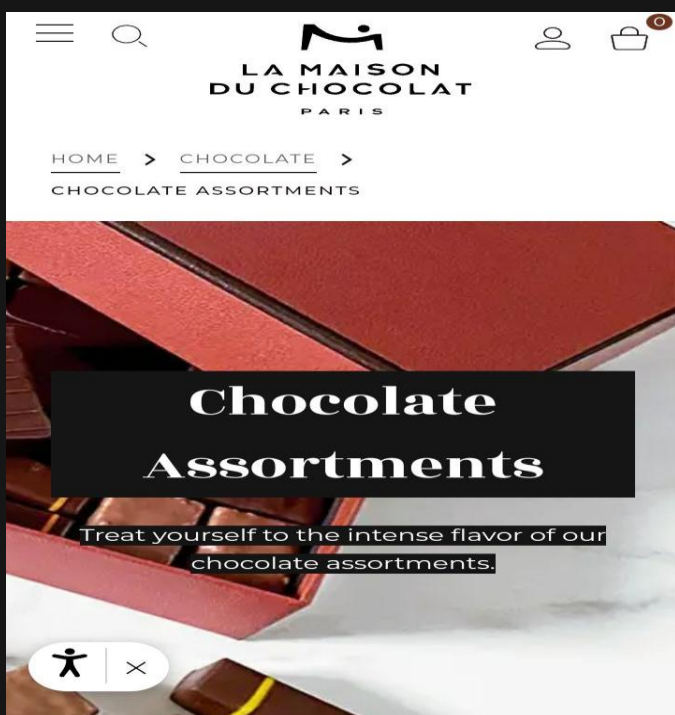 0
LA MAISON
DU CHOCOLAT
PARIS
HOME > CHOCOLATE >
CHOCOLATE ASSORTMENTS
Chocolate
Assortments
Treat yourself to the intense flavor of our
chocolate assortments.